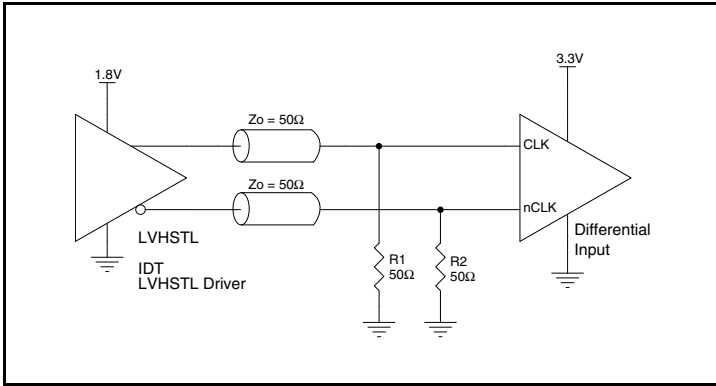 1.8V
3.3V
Zo = 50Ω
CLK
Zo = 50Ω
nCLK
LVHSTL
IDT
LVHSTL Driver
R1
50Ω
R2
50Ω
Differential
Input